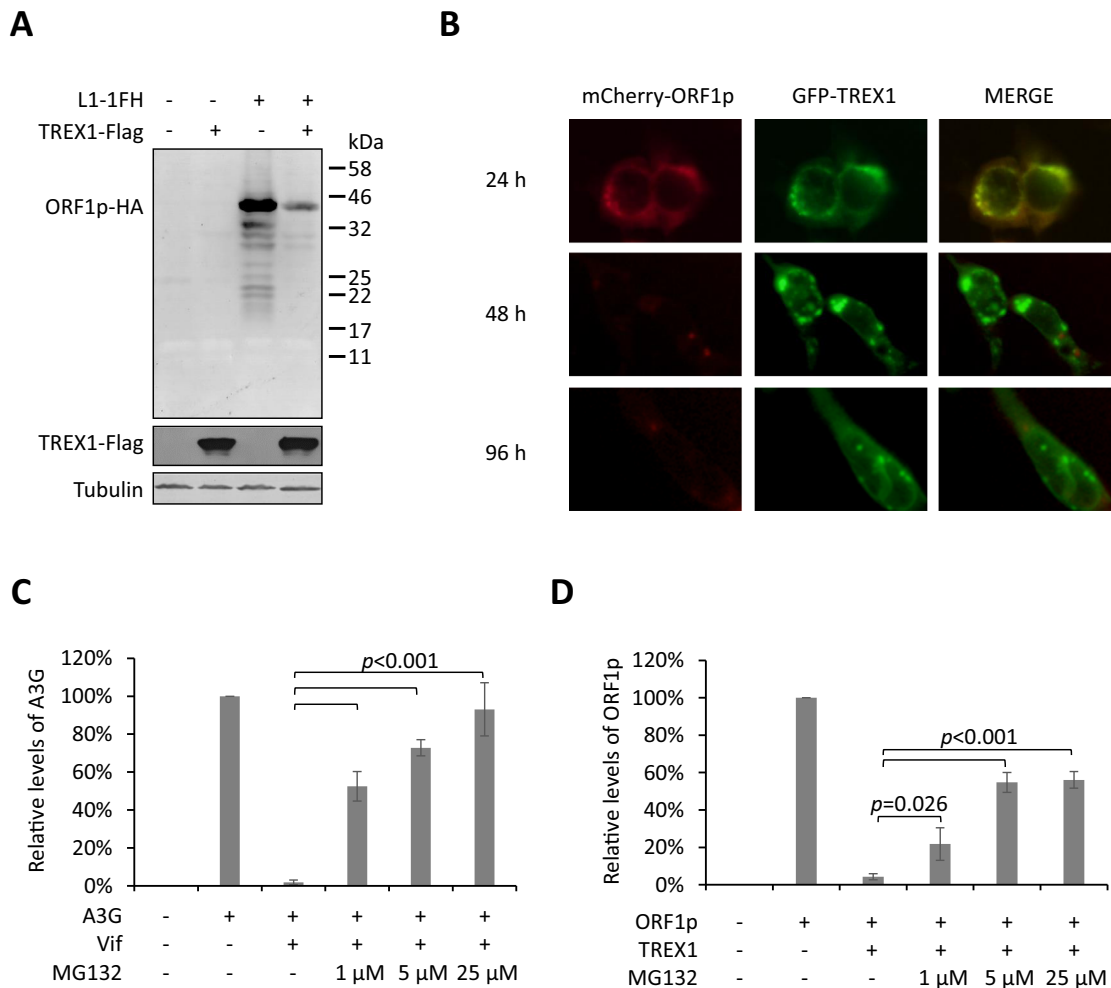 A
L1-1FH - - + +
TREX1-Flag - + - +
kDa
ORF1p-HA
58
46
32
25
22
17
11
TREX1-Flag
Tubulin
B
mCherry-ORF1p GFP-TREX1 MERGE
24 h
48 h
96 h
C
Relative levels of A3G
120%
100%
80%
60%
40%
20%
0%
p<0.001
A3G - + + + + +
Vif - - + + + +
MG132 - - - 1 µM 5 µM 25 µM
D
Relative levels of ORF1p
120%
100%
80%
60%
40%
20%
0%
p<0.001
p=0.026
ORF1p - + + + + +
TREX1 - - + + + +
MG132 - - - 1 µM 5 µM 25 µM